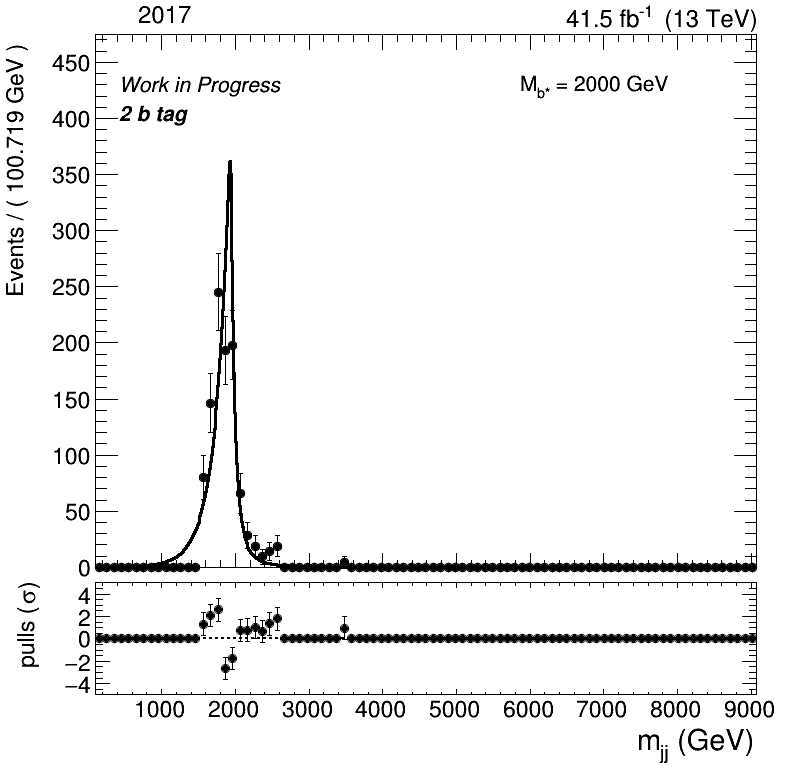 2017 41.5 fb⁻¹ (13 TeV)
Events / ( 100.719 GeV )
450
400
350
300
250
200
150
100
50
0
Work in Progress
2 b tag
M_b* = 2000 GeV
pulls (σ)
4
2
0
−2
−4
1000 2000 3000 4000 5000 6000 7000 8000 9000
m_jj (GeV)